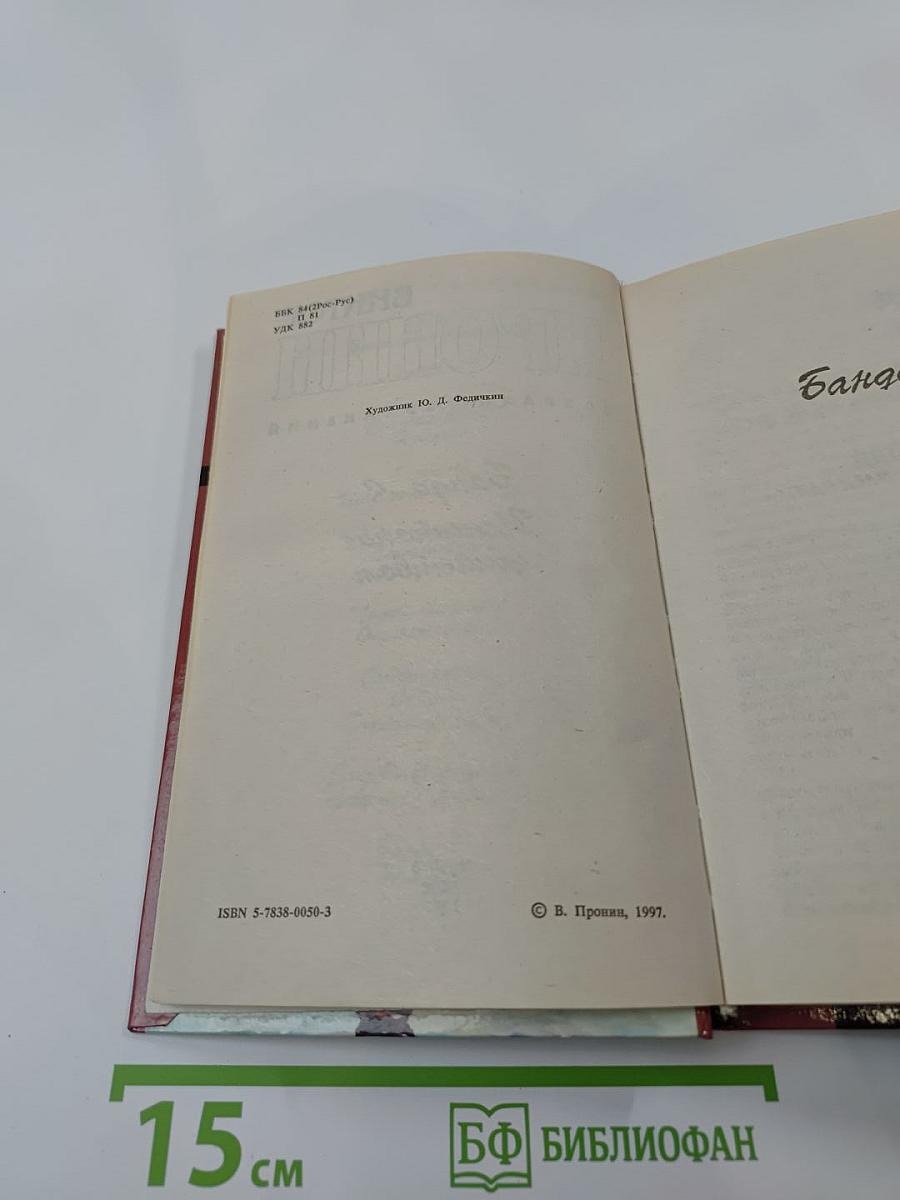 ББК 84(2Рос-Рус)
П 81
УДК 882
Художник Ю. Д. Федичкин
ISBN 5-7838-0050-3
© В. Пронин, 1997.
Банд
15 см
БФ БИБЛИОФАН